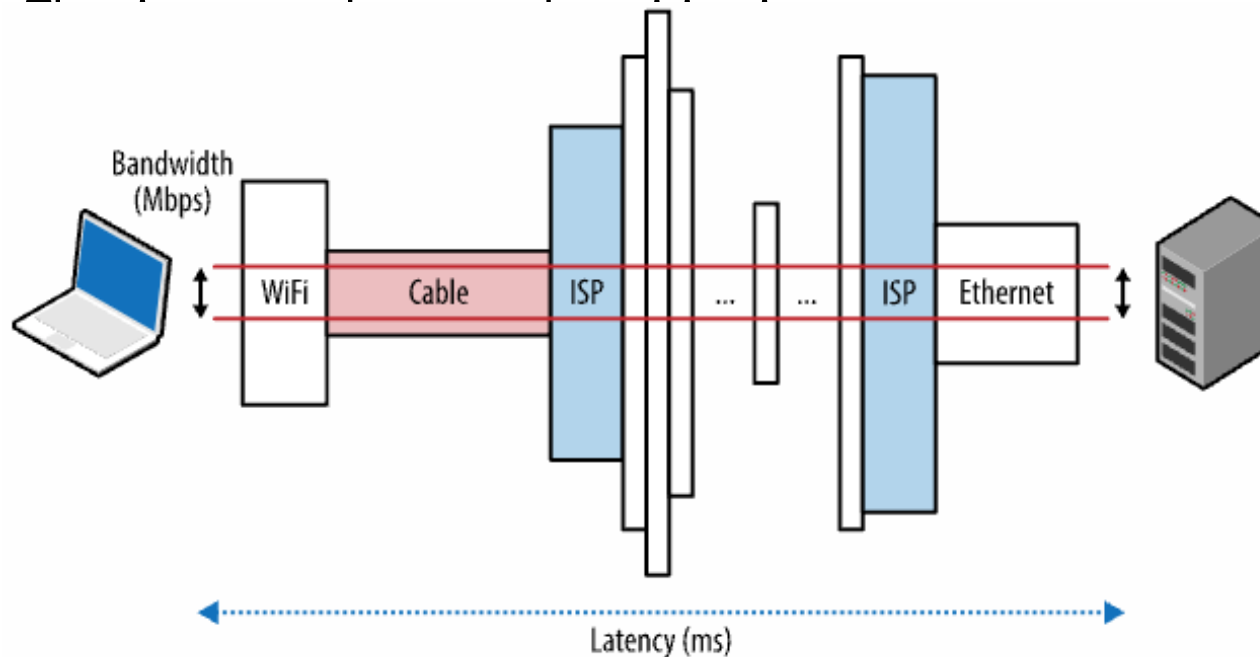 Bandwidth
(Mbps)
WiFi
Cable
ISP
...
...
ISP
Ethernet
Latency (ms)